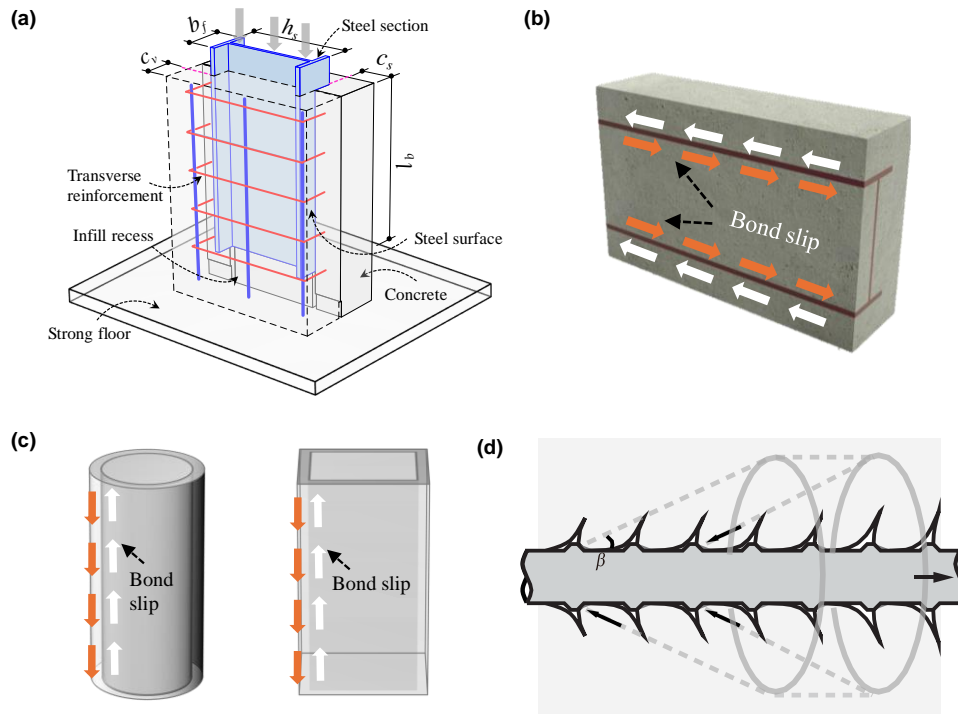 (a)
b_f
h_s
Steel section
c_v
c_s
l_b
Transverse
reinforcement
Infill recess
Steel surface
Concrete
Strong floor
(b)
Bond slip
(c)
Bond
slip
Bond slip
(d)
β